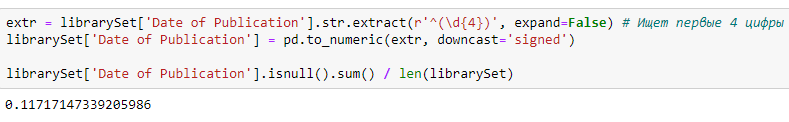 extr = librarySet['Date of Publication'].str.extract(r'^(\d{4})', expand=False) # Ищет первые 4 цифры
librarySet['Date of Publication'] = pd.to_numeric(extr, downcast='signed')
librarySet['Date of Publication'].isnull().sum() / len(librarySet)
0.11717147339205986